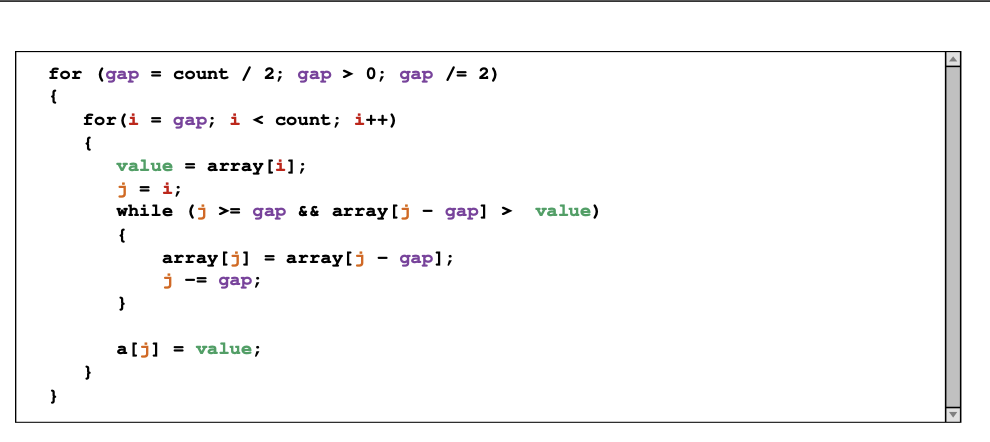 for (gap = count / 2; gap > 0; gap /= 2)
{
for(i = gap; i < count; i++)
{
value = array[i];
j = i;
while (j >= gap && array[j - gap] >  value)
{
array[j] = array[j - gap];
j -= gap;
}
a[j] = value;
}
}